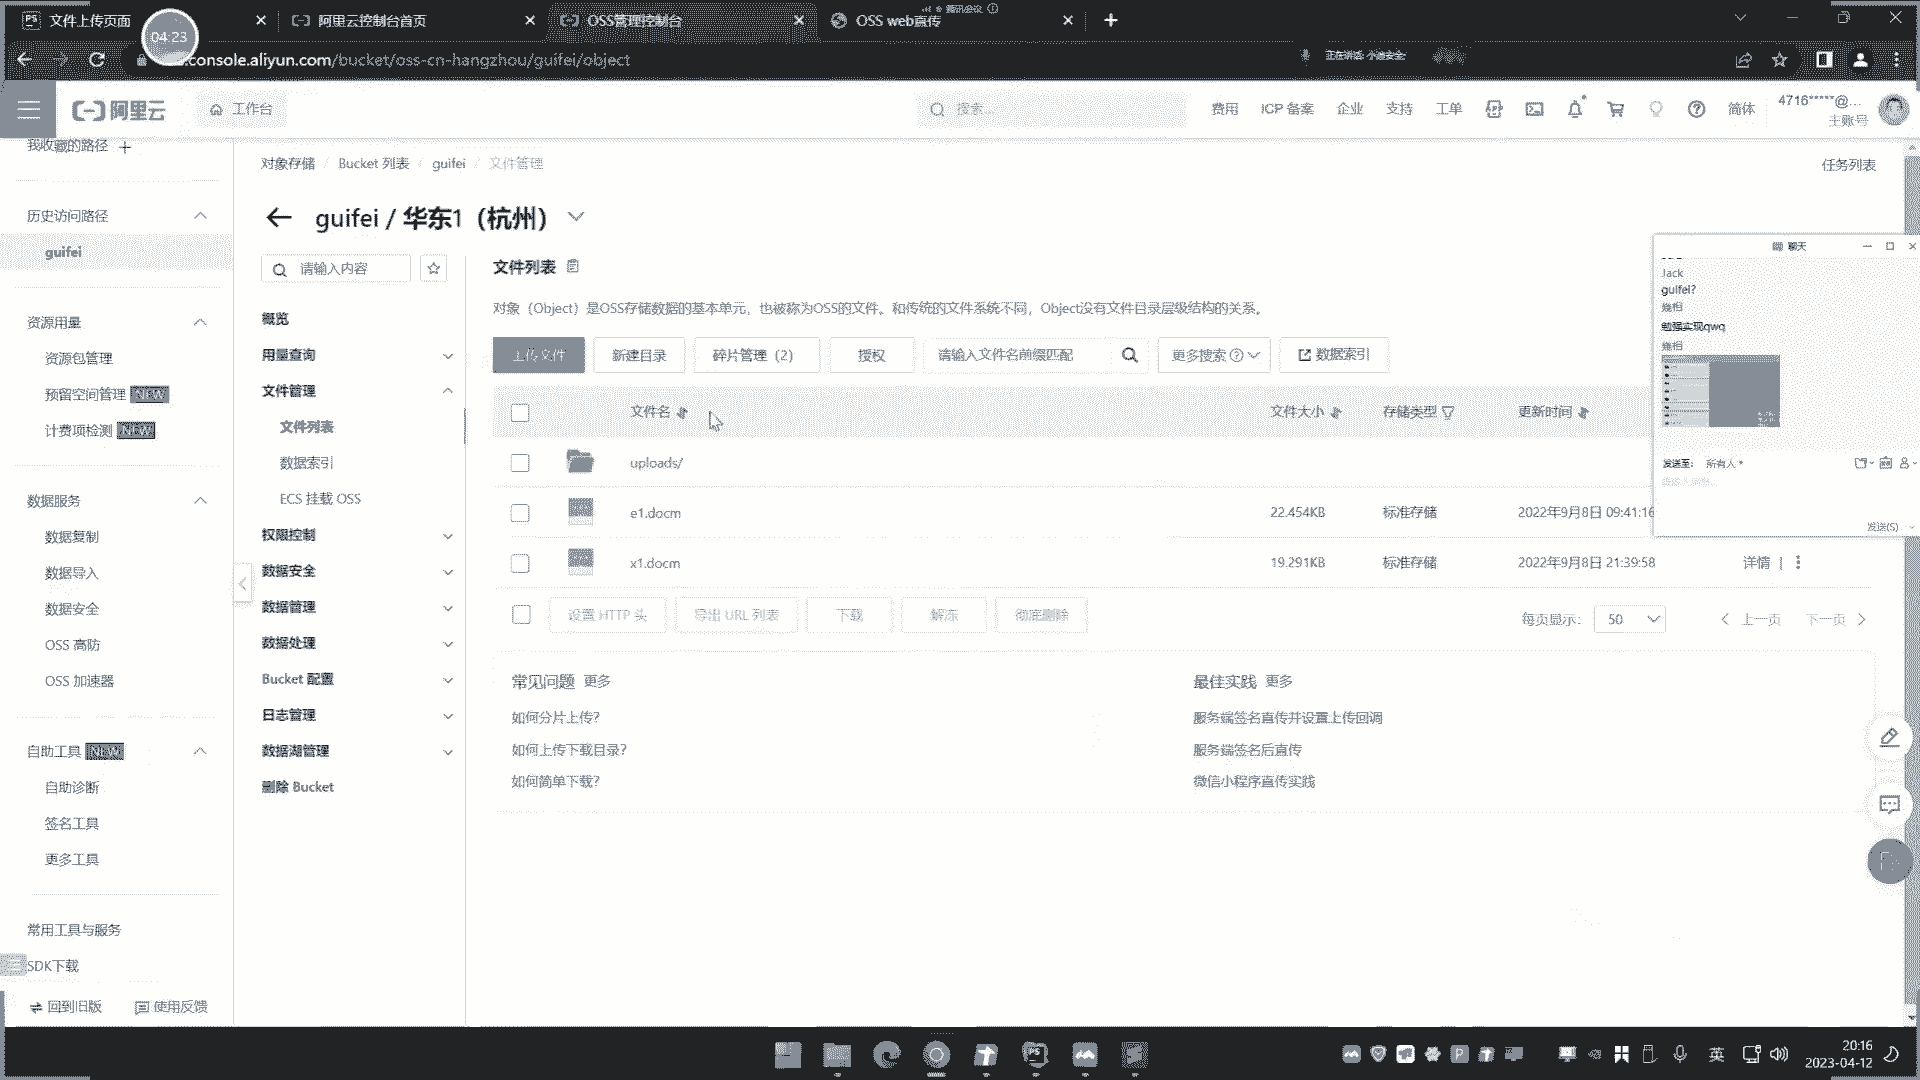 文件上传页面
阿里云控制台首页
OSS管理控制台
OSS web直传
腾讯会议
04:23
console.aliyun.com/bucket/oss-cn-hangzhou/guifei/object
正在讲话: 小迪安全:
阿里云
工作台
搜索...
费用
ICP 备案
企业
支持
工单
简体
4716*****@...
主账号
我收藏的路径
历史访问路径
guifei
资源用量
资源包管理
预留空间管理 NEW
计费项检测 NEW
数据服务
数据复制
数据导入
数据安全
OSS 高防
OSS 加速器
自助工具 NEW
自助诊断
签名工具
更多工具
常用工具与服务
SDK下载
回到旧版
使用反馈
对象存储 / Bucket 列表 / guifei / 文件管理
任务列表
guifei / 华东1（杭州）
请输入内容
概览
用量查询
文件管理
文件列表
数据索引
ECS 挂载 OSS
权限控制
数据安全
数据管理
数据处理
Bucket 配置
日志管理
数据湖管理
删除 Bucket
文件列表
对象（Object）是OSS存储数据的基本单元，也被称为OSS的文件。和传统的文件系统不同，Object没有文件目录层级结构的关系。
上传文件
新建目录
碎片管理（2）
授权
请输入文件名前缀匹配
更多搜索
数据索引
文件名
文件大小
存储类型
更新时间
uploads/
e1.docm
22.454KB
标准存储
2022年9月8日 09:41:16
x1.docm
19.291KB
标准存储
2022年9月8日 21:39:58
详情
设置 HTTP 头
导出 URL 列表
下载
解冻
彻底删除
每页显示:
50
上一页
下一页
常见问题 更多
如何分片上传?
如何上传下载目录?
如何简单下载?
最佳实践 更多
服务端签名直传并设置上传回调
服务端签名后直传
微信小程序直传实践
聊天
Jack
guifei?
勉强实现qwq
发送至: 所有人
发送(S)
英
20:16
2023-04-12